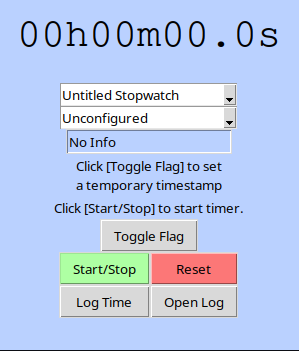 00h00m00.0s
Untitled Stopwatch
Unconfigured
No Info
Click [Toggle Flag] to set
a temporary timestamp
Click [Start/Stop] to start timer.
Toggle Flag
Start/Stop Reset
Log Time Open Log